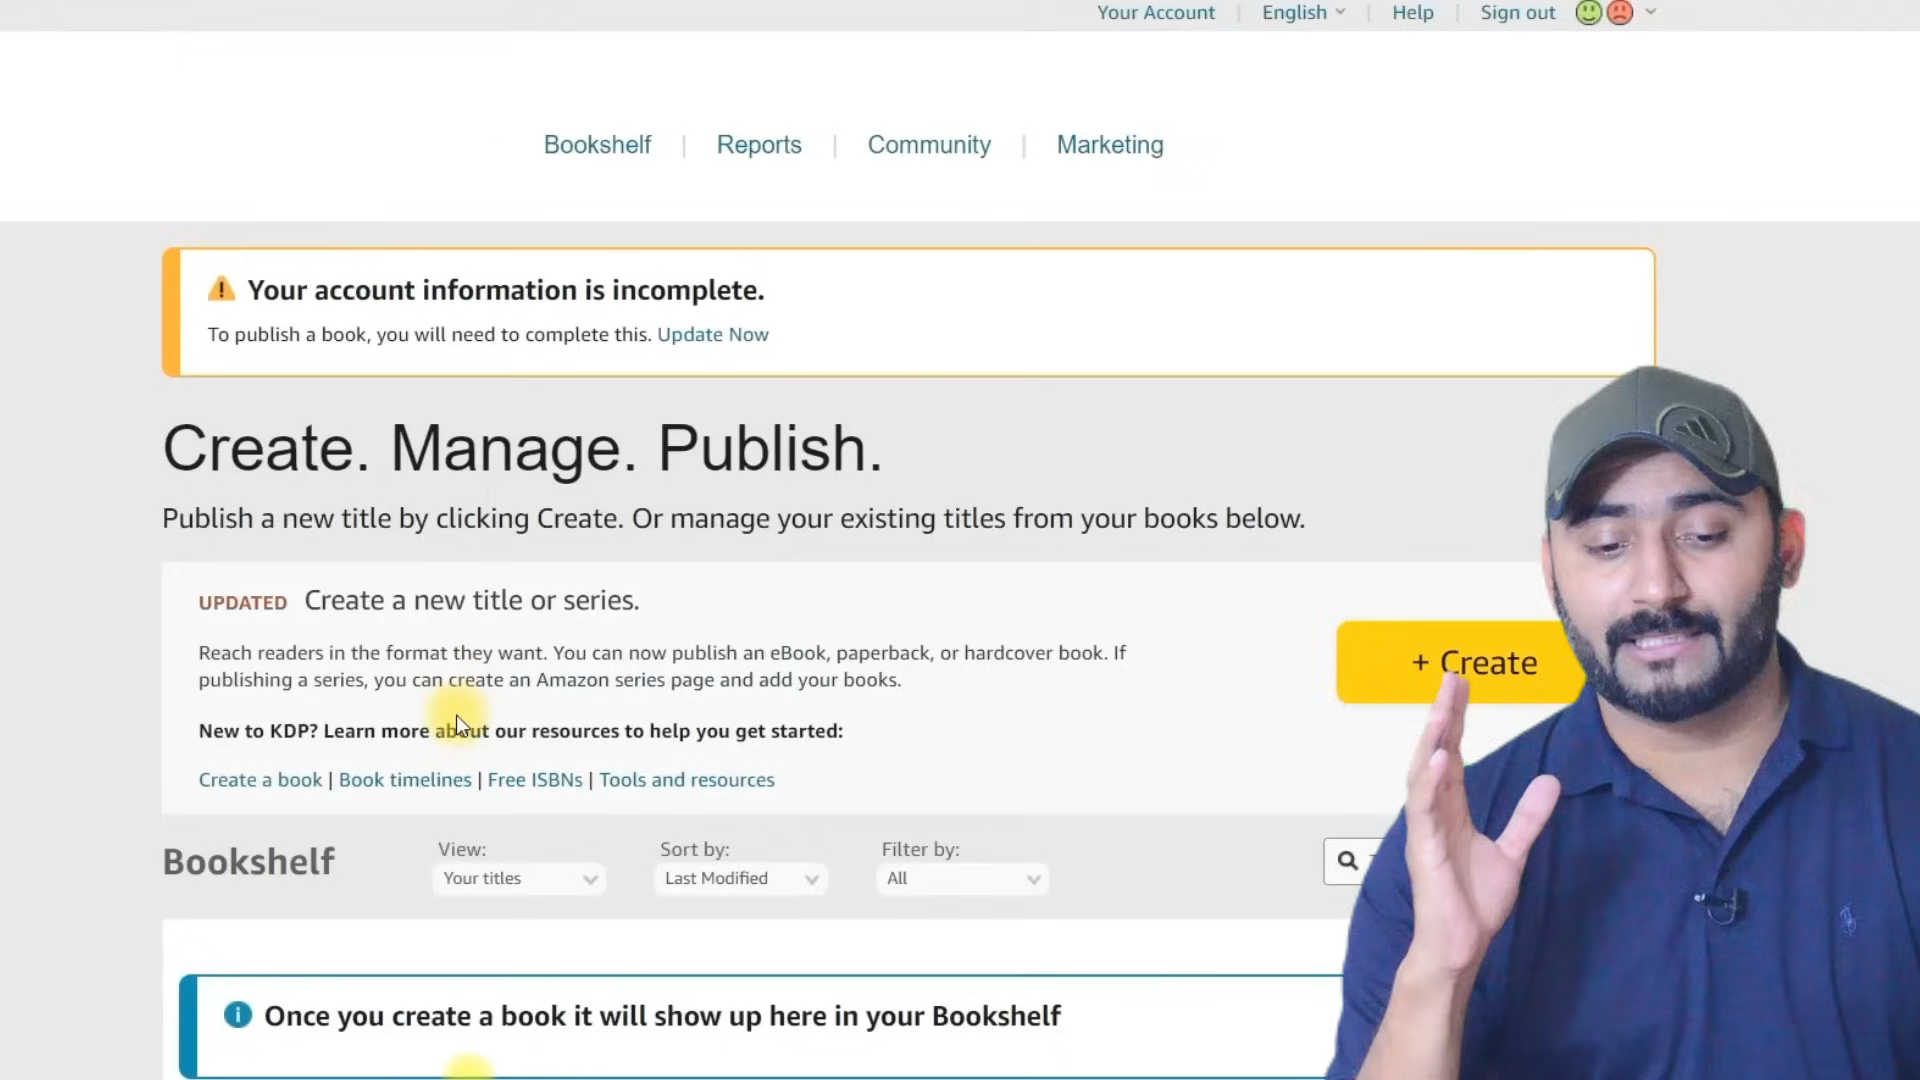 Your Account | English | Help | Sign out
Bookshelf | Reports | Community | Marketing
Your account information is incomplete.
To publish a book, you will need to complete this. Update Now
Create. Manage. Publish.
Publish a new title by clicking Create. Or manage your existing titles from your books below.
UPDATED Create a new title or series.
Reach readers in the format they want. You can now publish an eBook, paperback, or hardcover book. If
publishing a series, you can create an Amazon series page and add your books.
+ Create
New to KDP? Learn more about our resources to help you get started:
Create a book | Book timelines | Free ISBNs | Tools and resources
Bookshelf
View:
Your titles
Sort by:
Last Modified
Filter by:
All
Once you create a book it will show up here in your Bookshelf